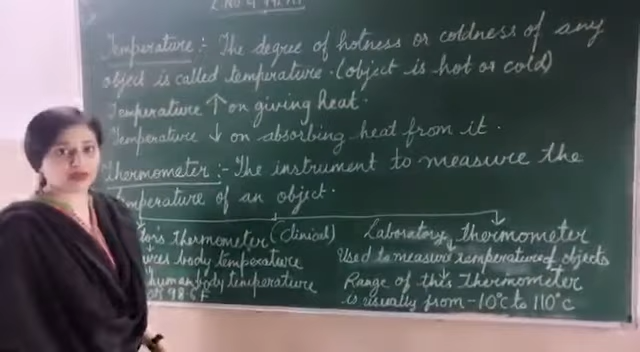 Temperature :- The degree of hotness or coldness of any
object is called temperature. (object is hot or cold)
Temperature ↑ on giving heat.
Temperature ↓ on absorbing heat from it.
Thermometer :- The instrument to measure the
temperature of an object.
thermometer (Clinical)
body temperature
human body temperature
98.6°F
Laboratory thermometer
Used to measure temperature of objects
Range of this thermometer
is usually from -10°c to 110°c